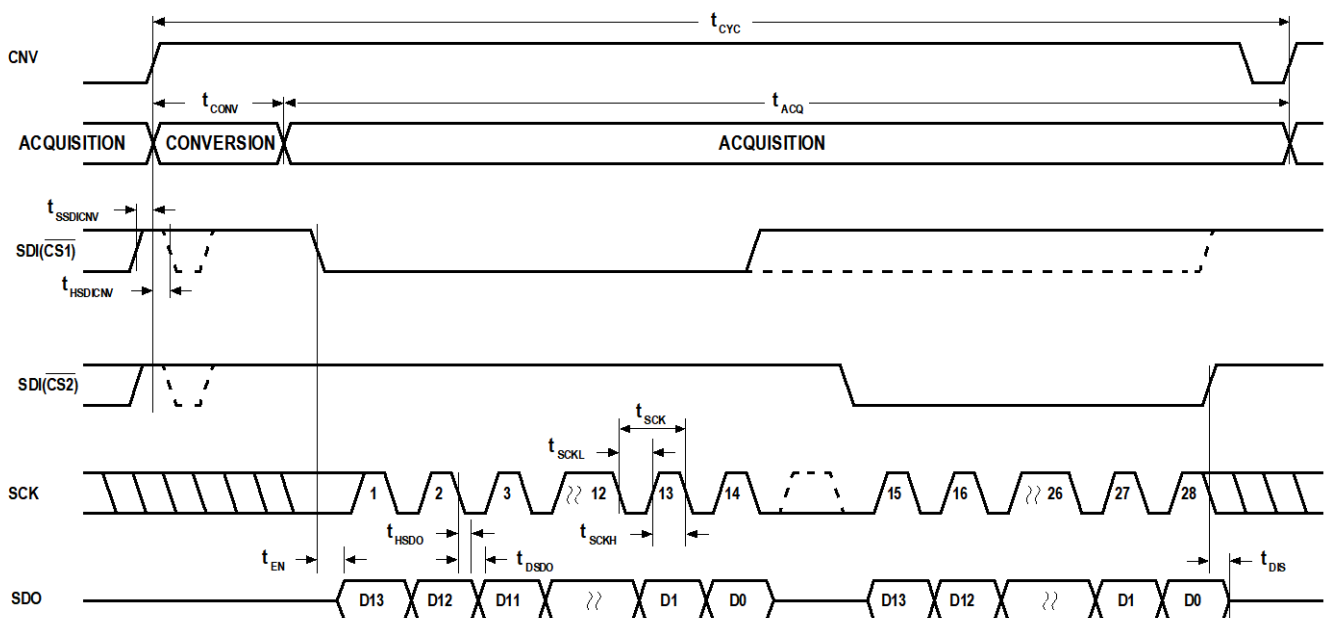 tCYC
CNV
tCONV
tACQ
ACQUISITION CONVERSION ACQUISITION
tSSDICNV
SDI(CS1)
tHSDICNV
SDI(CS2)
tSCK
tSCKL
SCK 1 2 3 12 13 14 15 16 26 27 28
tHSDO tSCKH
tEN tDSDO tDIS
SDO D13 D12 D11 D1 D0 D13 D12 D1 D0